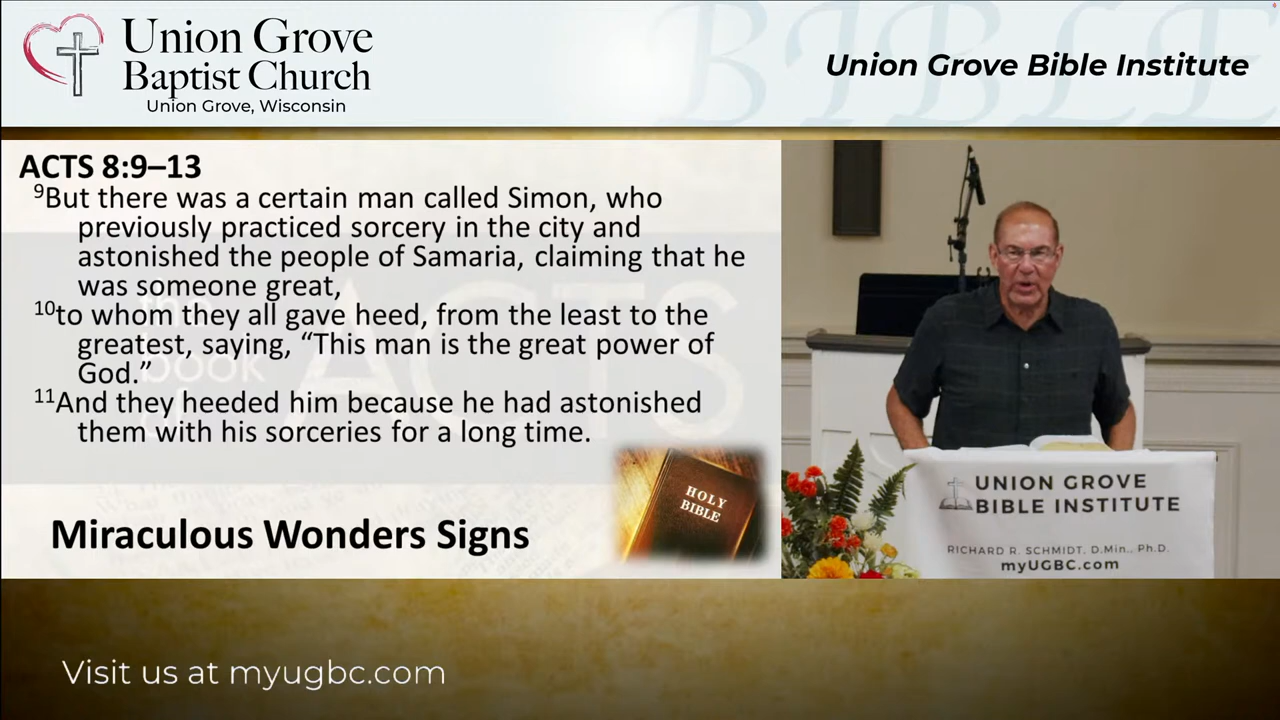 Union Grove
Baptist Church
Union Grove, Wisconsin
BIBLE
Union Grove Bible Institute
ACTS 8:9–13
⁹But there was a certain man called Simon, who
previously practiced sorcery in the city and
astonished the people of Samaria, claiming that he
was someone great,
¹⁰to whom they all gave heed, from the least to the
greatest, saying, “This man is the great power of
God.”
¹¹And they heeded him because he had astonished
them with his sorceries for a long time.
the
book
of
ACTS
HOLY
BIBLE
Miraculous Wonders Signs
UNION GROVE
BIBLE INSTITUTE
RICHARD R. SCHMIDT, D.Min., Ph.D.
myUGBC.com
Visit us at myugbc.com